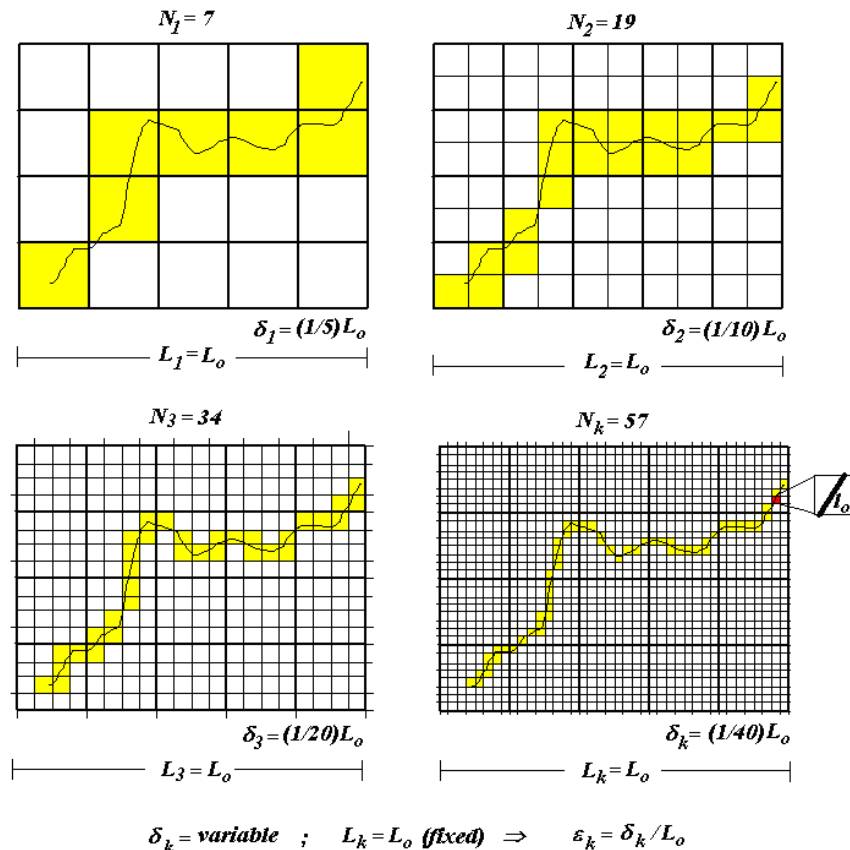 N₁ = 7
N₂ = 19
δ₁ = (1/5)Lₒ
δ₂ = (1/10)Lₒ
L₁ = Lₒ
L₂ = Lₒ
N₃ = 34
Nₖ = 57
lₒ
δ₃ = (1/20)Lₒ
δₖ = (1/40)Lₒ
L₃ = Lₒ
Lₖ = Lₒ
δₖ = variable ; Lₖ = Lₒ (fixed) ⇒ εₖ = δₖ / Lₒ